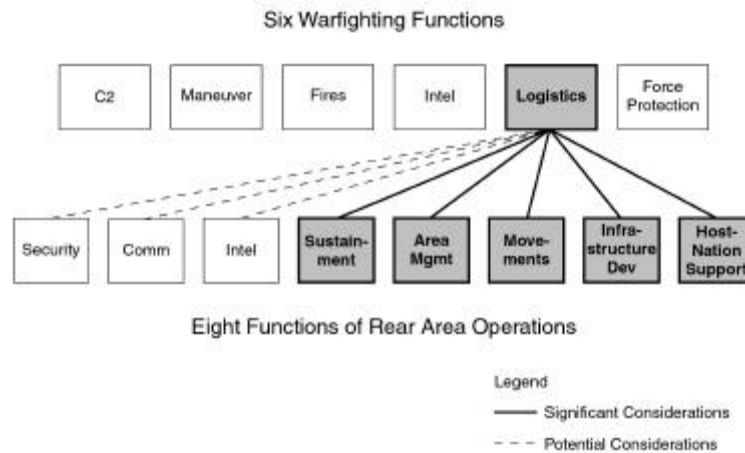 Six Warfighting Functions
C2
Maneuver
Fires
Intel
Logistics
Force
Protection
Security
Comm
Intel
Sustain-
ment
Area
Mgmt
Move-
ments
Infra-
structure
Dev
Host-
Nation
Support
Eight Functions of Rear Area Operations
Legend
Significant Considerations
Potential Considerations